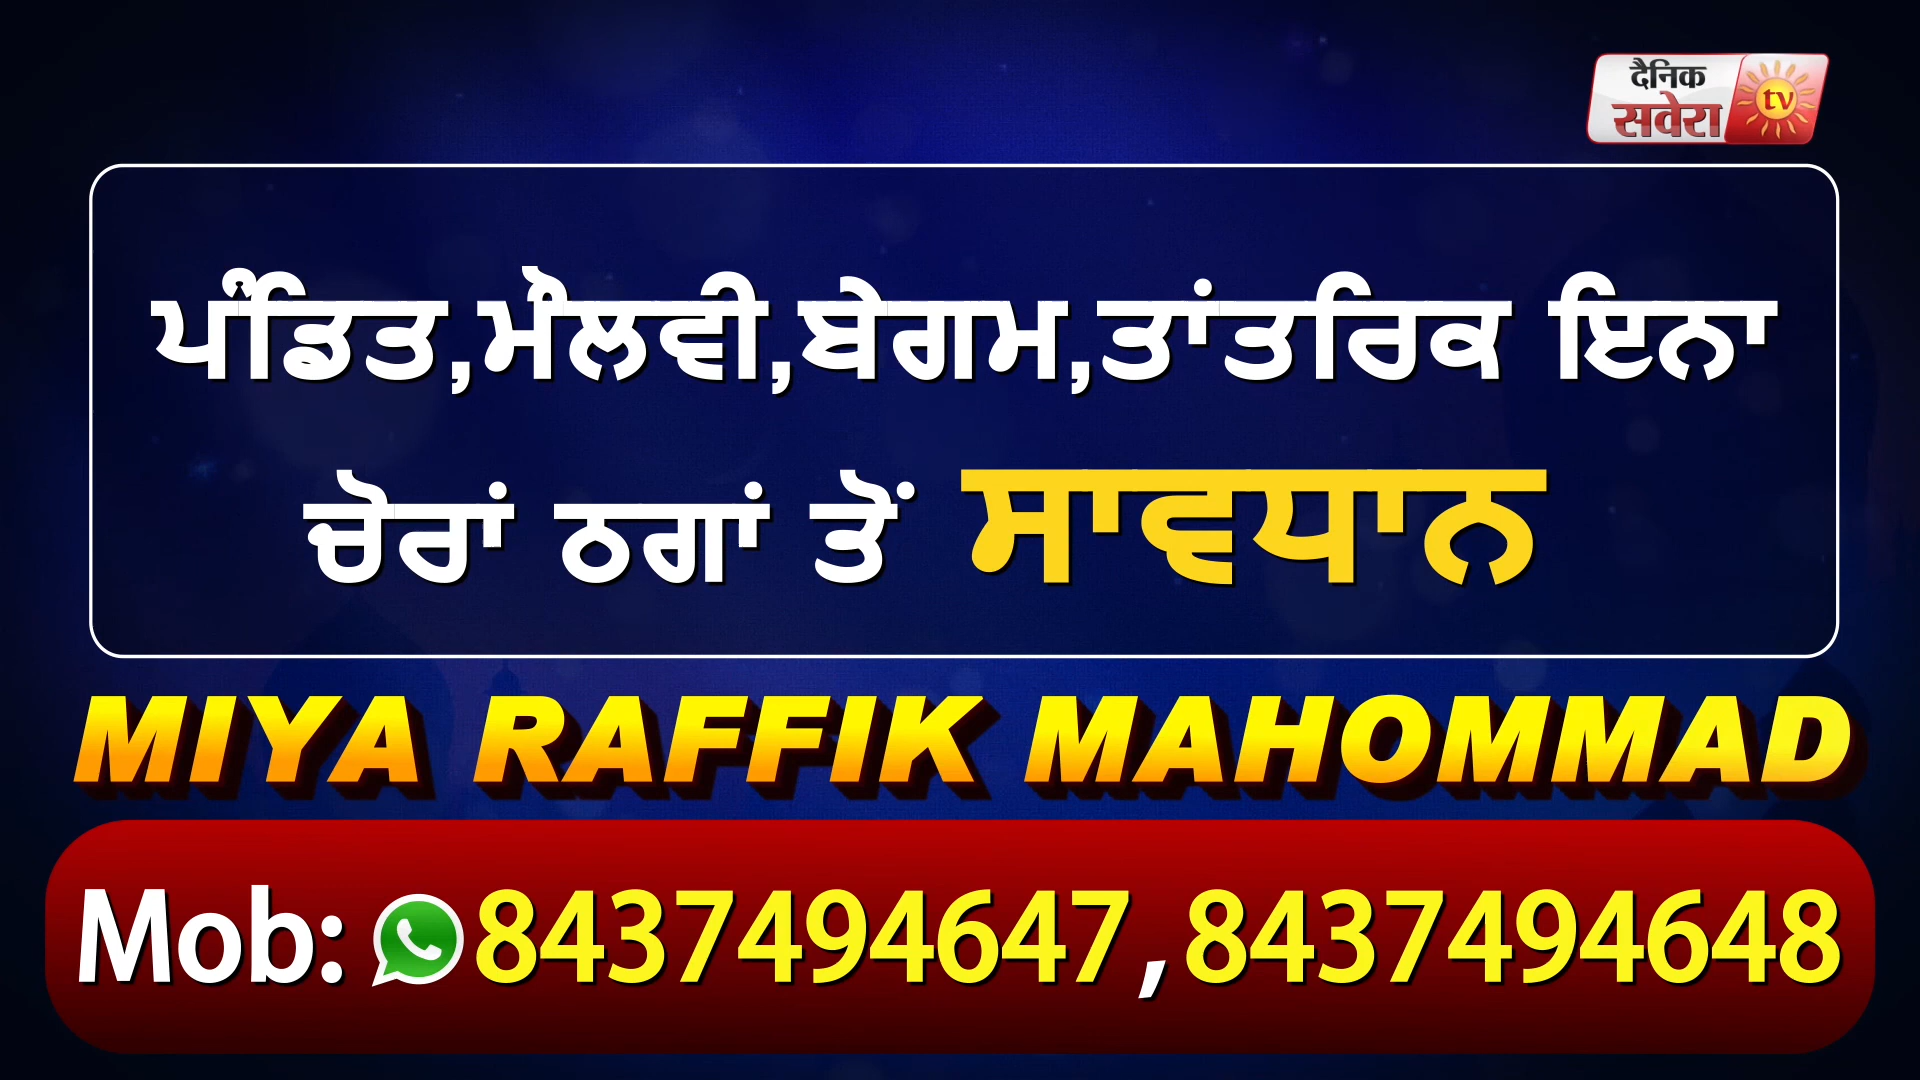 दैनिक
सवेरा
tv
ਪੰਡਿਤ,ਮੌਲਵੀ,ਬੇਗਮ,ਤਾਂਤਰਿਕ ਇਨਾ
ਚੋਰਾਂ ਠਗਾਂ ਤੋਂ ਸਾਵਧਾਨ
MIYA RAFFIK MAHOMMAD
Mob: 8437494647, 8437494648